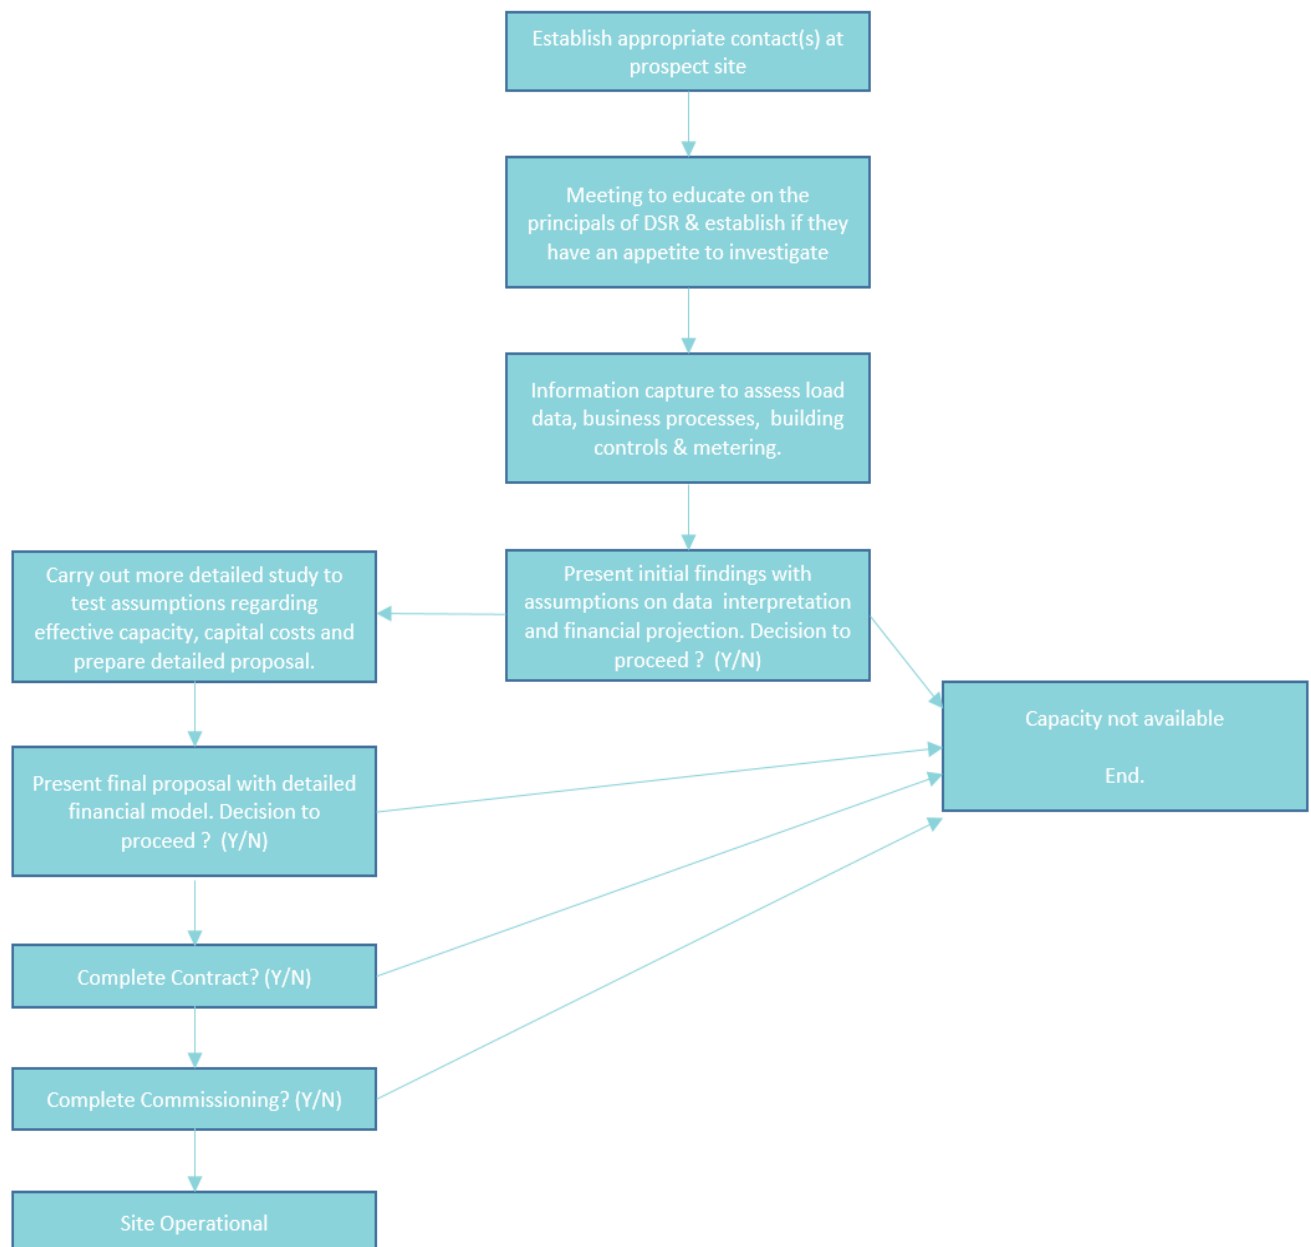 Establish appropriate contact(s) at
prospect site
Meeting to educate on the
principals of DSR & establish if they
have an appetite to investigate
Information capture to assess load
data, business processes,  building
controls & metering.
Present initial findings with
assumptions on data  interpretation
and financial projection. Decision to
proceed ?  (Y/N)
Carry out more detailed study to
test assumptions regarding
effective capacity, capital costs and
prepare detailed proposal.
Capacity not available
End.
Present final proposal with detailed
financial model. Decision to
proceed ?  (Y/N)
Complete Contract? (Y/N)
Complete Commissioning? (Y/N)
Site Operational